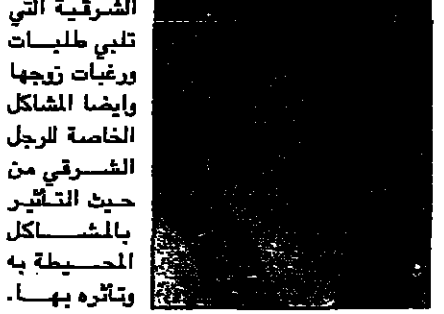 الشرقية التي
تلبي طلبات
ورغبات زوجها
وايضا المشاكل
الخاصة للرجل
الشرقي من
حيث التأثير
بالمشاكل
المحيطة به
وتأثره بها.